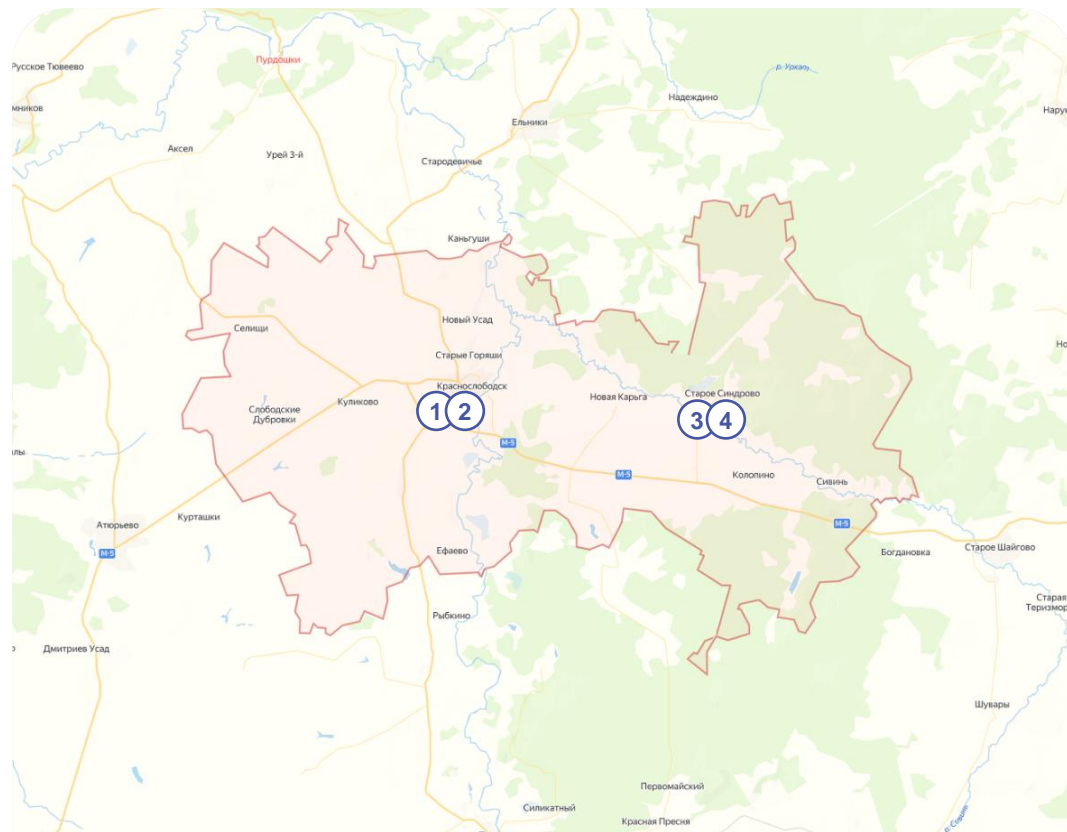 Пурдошки
Русское Тювеево
р. Уркат
Надеждино
мников
Нару
Ельники
Аксел
Урей 3-й
Стародевичье
Каньгуши
Новый Усад
Селищи
Но
Старые Горяши
Краснослободск
Старое Синдрово
Новая Карьга
Куликово
Слободские
Дубровки
1
2
3
4
М-5
лы
М-5
Колопино
Сивинь
Курташки
Атюрьево
М-5
М-5
Ефаево
Богдановка
Старое Шайгово
Старая
Теризмор
Рыбкино
Дмитриев Усад
Шувары
Первомайский
Силикатный
Красная Пресня